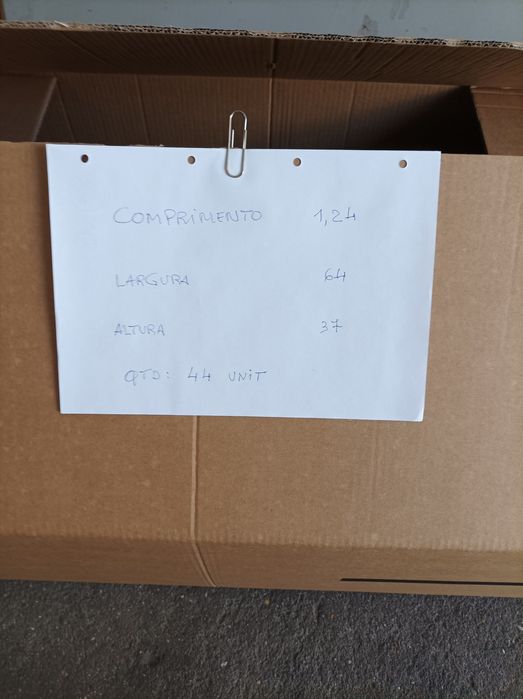 COMPRIMENTO 1,24
LARGURA 64
ALTURA 37
QTD: 44 UNIT